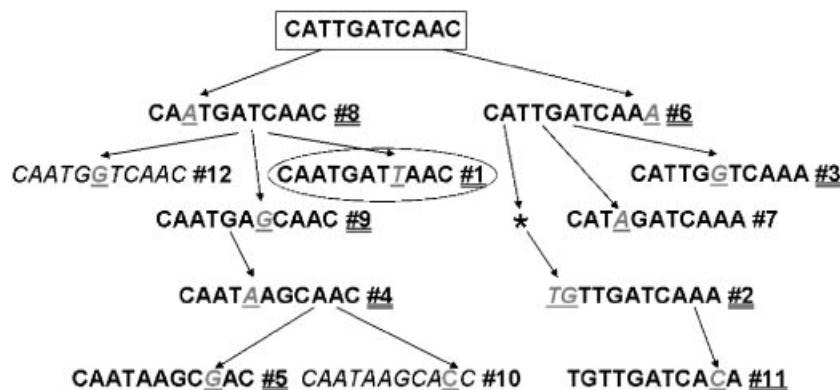 CATTGATCAAC
CAATGATCAAC #8 CATTGATCAAA #6
CAATGGTCAAC #12 CAATGATTAAC #1 CATTGGTCAAA #3
CAATGAGCAAC #9 * CATAGATCAAA #7
CAATAAGCAAC #4 TGTTGATCAAA #2
CAATAAGCGAC #5 CAATAAGCACC #10 TGTTGATCACA #11